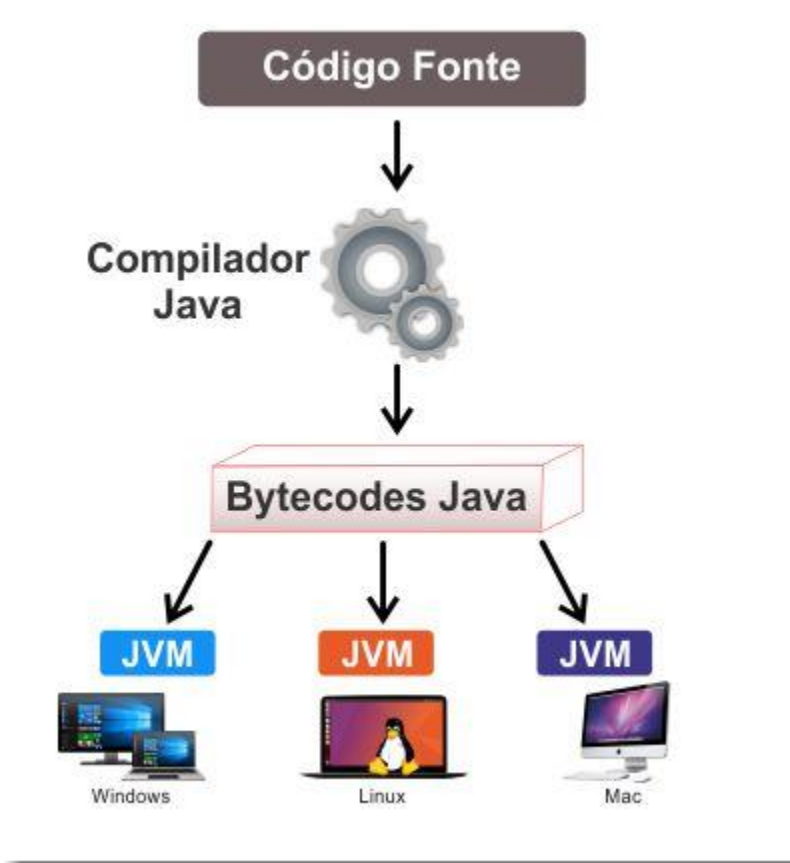 Código Fonte
Compilador
Java
Bytecodes Java
JVM
JVM
JVM
Windows
Linux
Mac